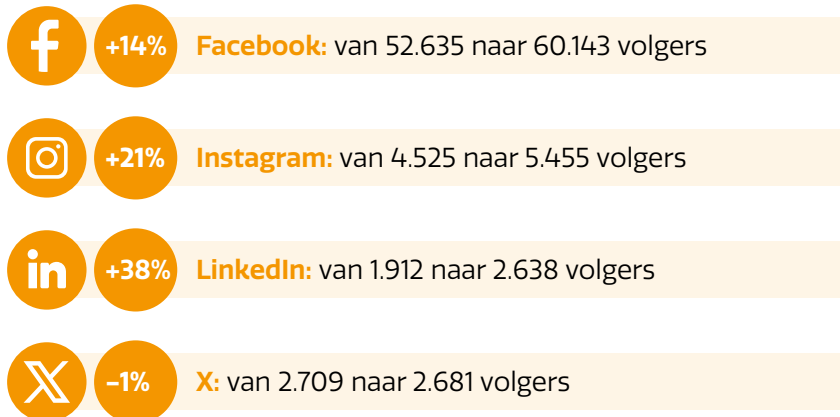 +14% Facebook: van 52.635 naar 60.143 volgers
+21% Instagram: van 4.525 naar 5.455 volgers
in +38% LinkedIn: van 1.912 naar 2.638 volgers
-1% X: van 2.709 naar 2.681 volgers